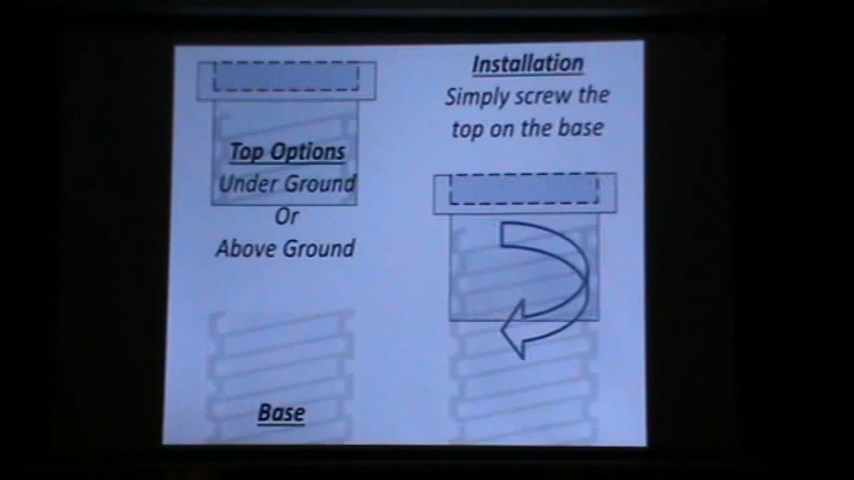 Top Options
Under Ground
Or
Above Ground
Base
Installation
Simply screw the
top on the base